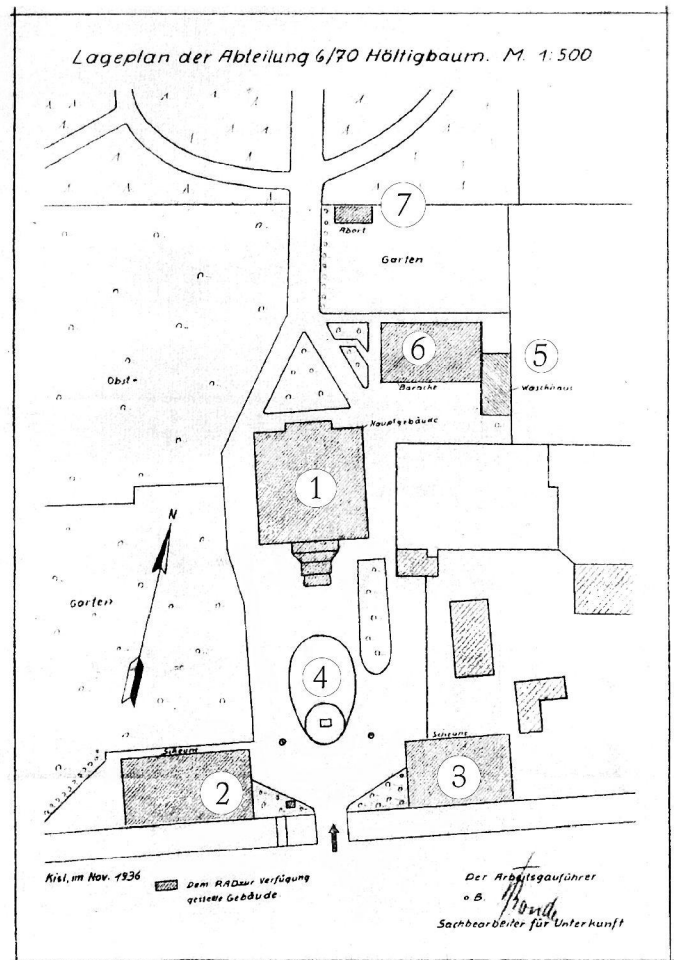 Lageplan der Abteilung 6/70 Höltigbaum. M. 1:500
7
Abort
Garten
6
5
Obst-
Baracke
Waschhaus
Hauptgebäude
1
N
Garten
4
Scheune
Scheune
2
3
Kiel, im Nov. 1936
Dem RAD zur Verfügung
gestellte Gebäude.
Der Arbeitsgauführer
Sachbearbeiter für Unterkunft